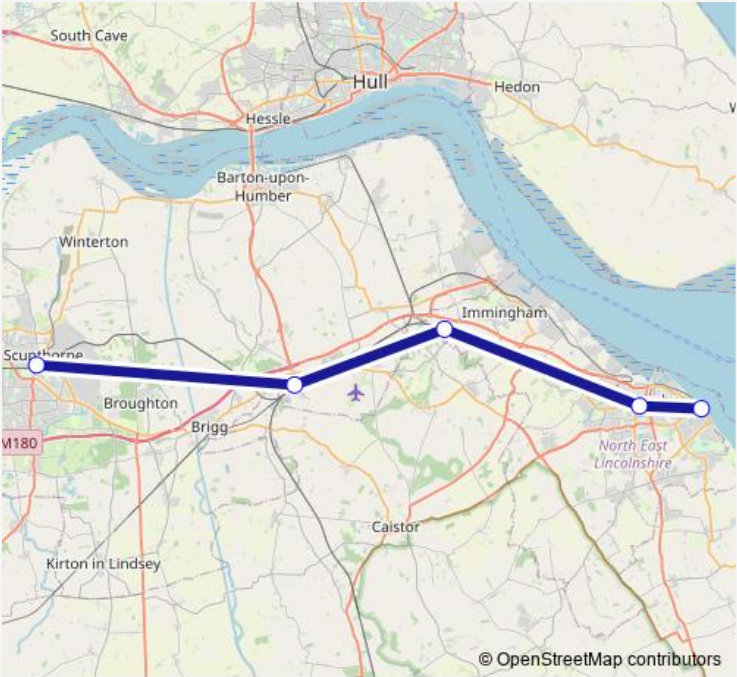 South Cave
Hull
Hedon
Hessle
Barton-upon-
Humber
Winterton
Immingham
Scunthorpe
Broughton
M180
Brigg
North East
Lincolnshire
Caistor
Kirton in Lindsey
© OpenStreetMap contributors